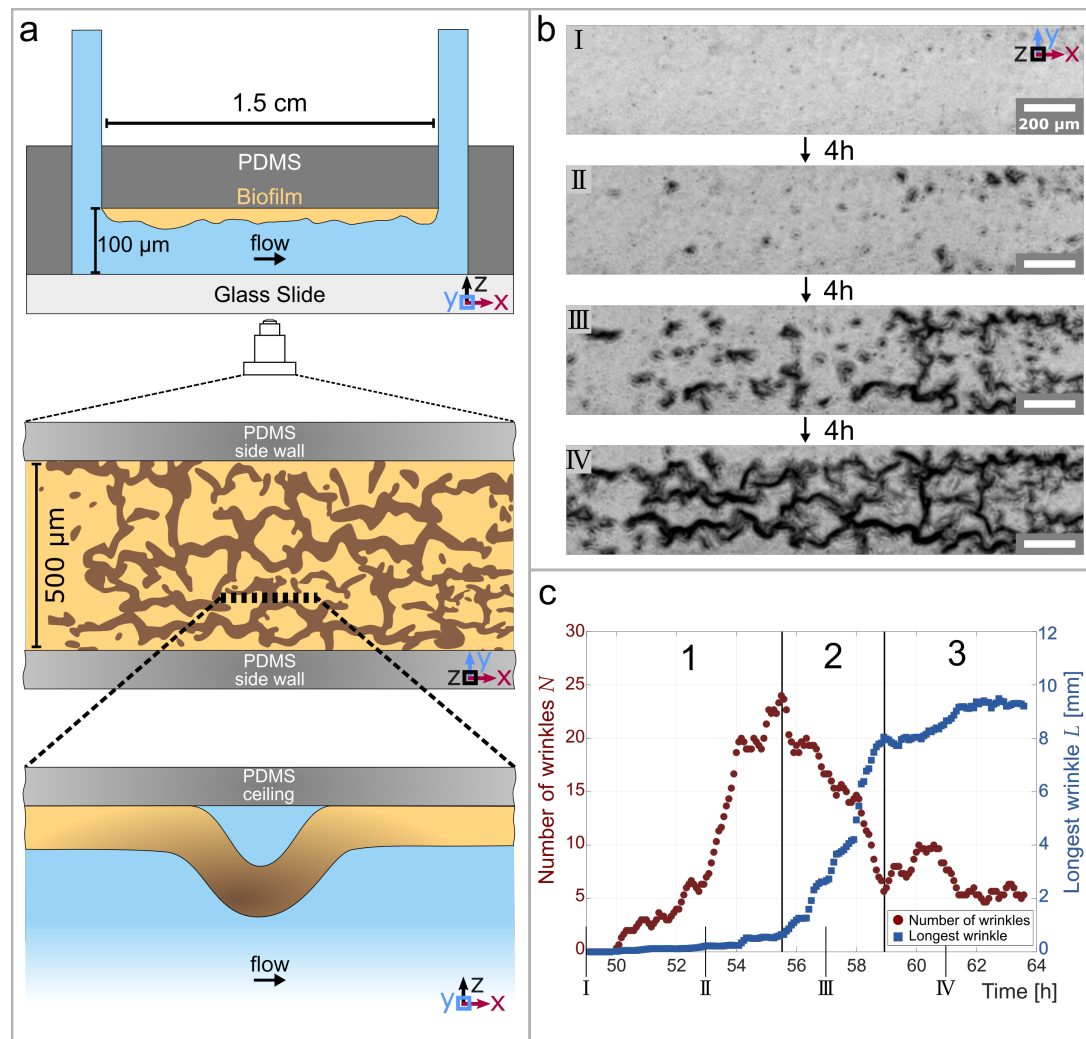 a
1.5 cm
PDMS
Biofilm
100 µm
flow
Glass Slide
z
y
x
PDMS
side wall
500 µm
PDMS
side wall
y
z
x
PDMS
ceiling
flow
z
y
x
b
I
y
z
x
200 µm
4h
II
4h
III
4h
IV
c
30
25
20
15
10
5
0
Number of wrinkles N
1
2
3
12
10
8
6
4
2
0
Longest wrinkle L [mm]
Number of wrinkles
Longest wrinkle
50
52
54
56
58
60
62
64
I
II
III
IV
Time [h]